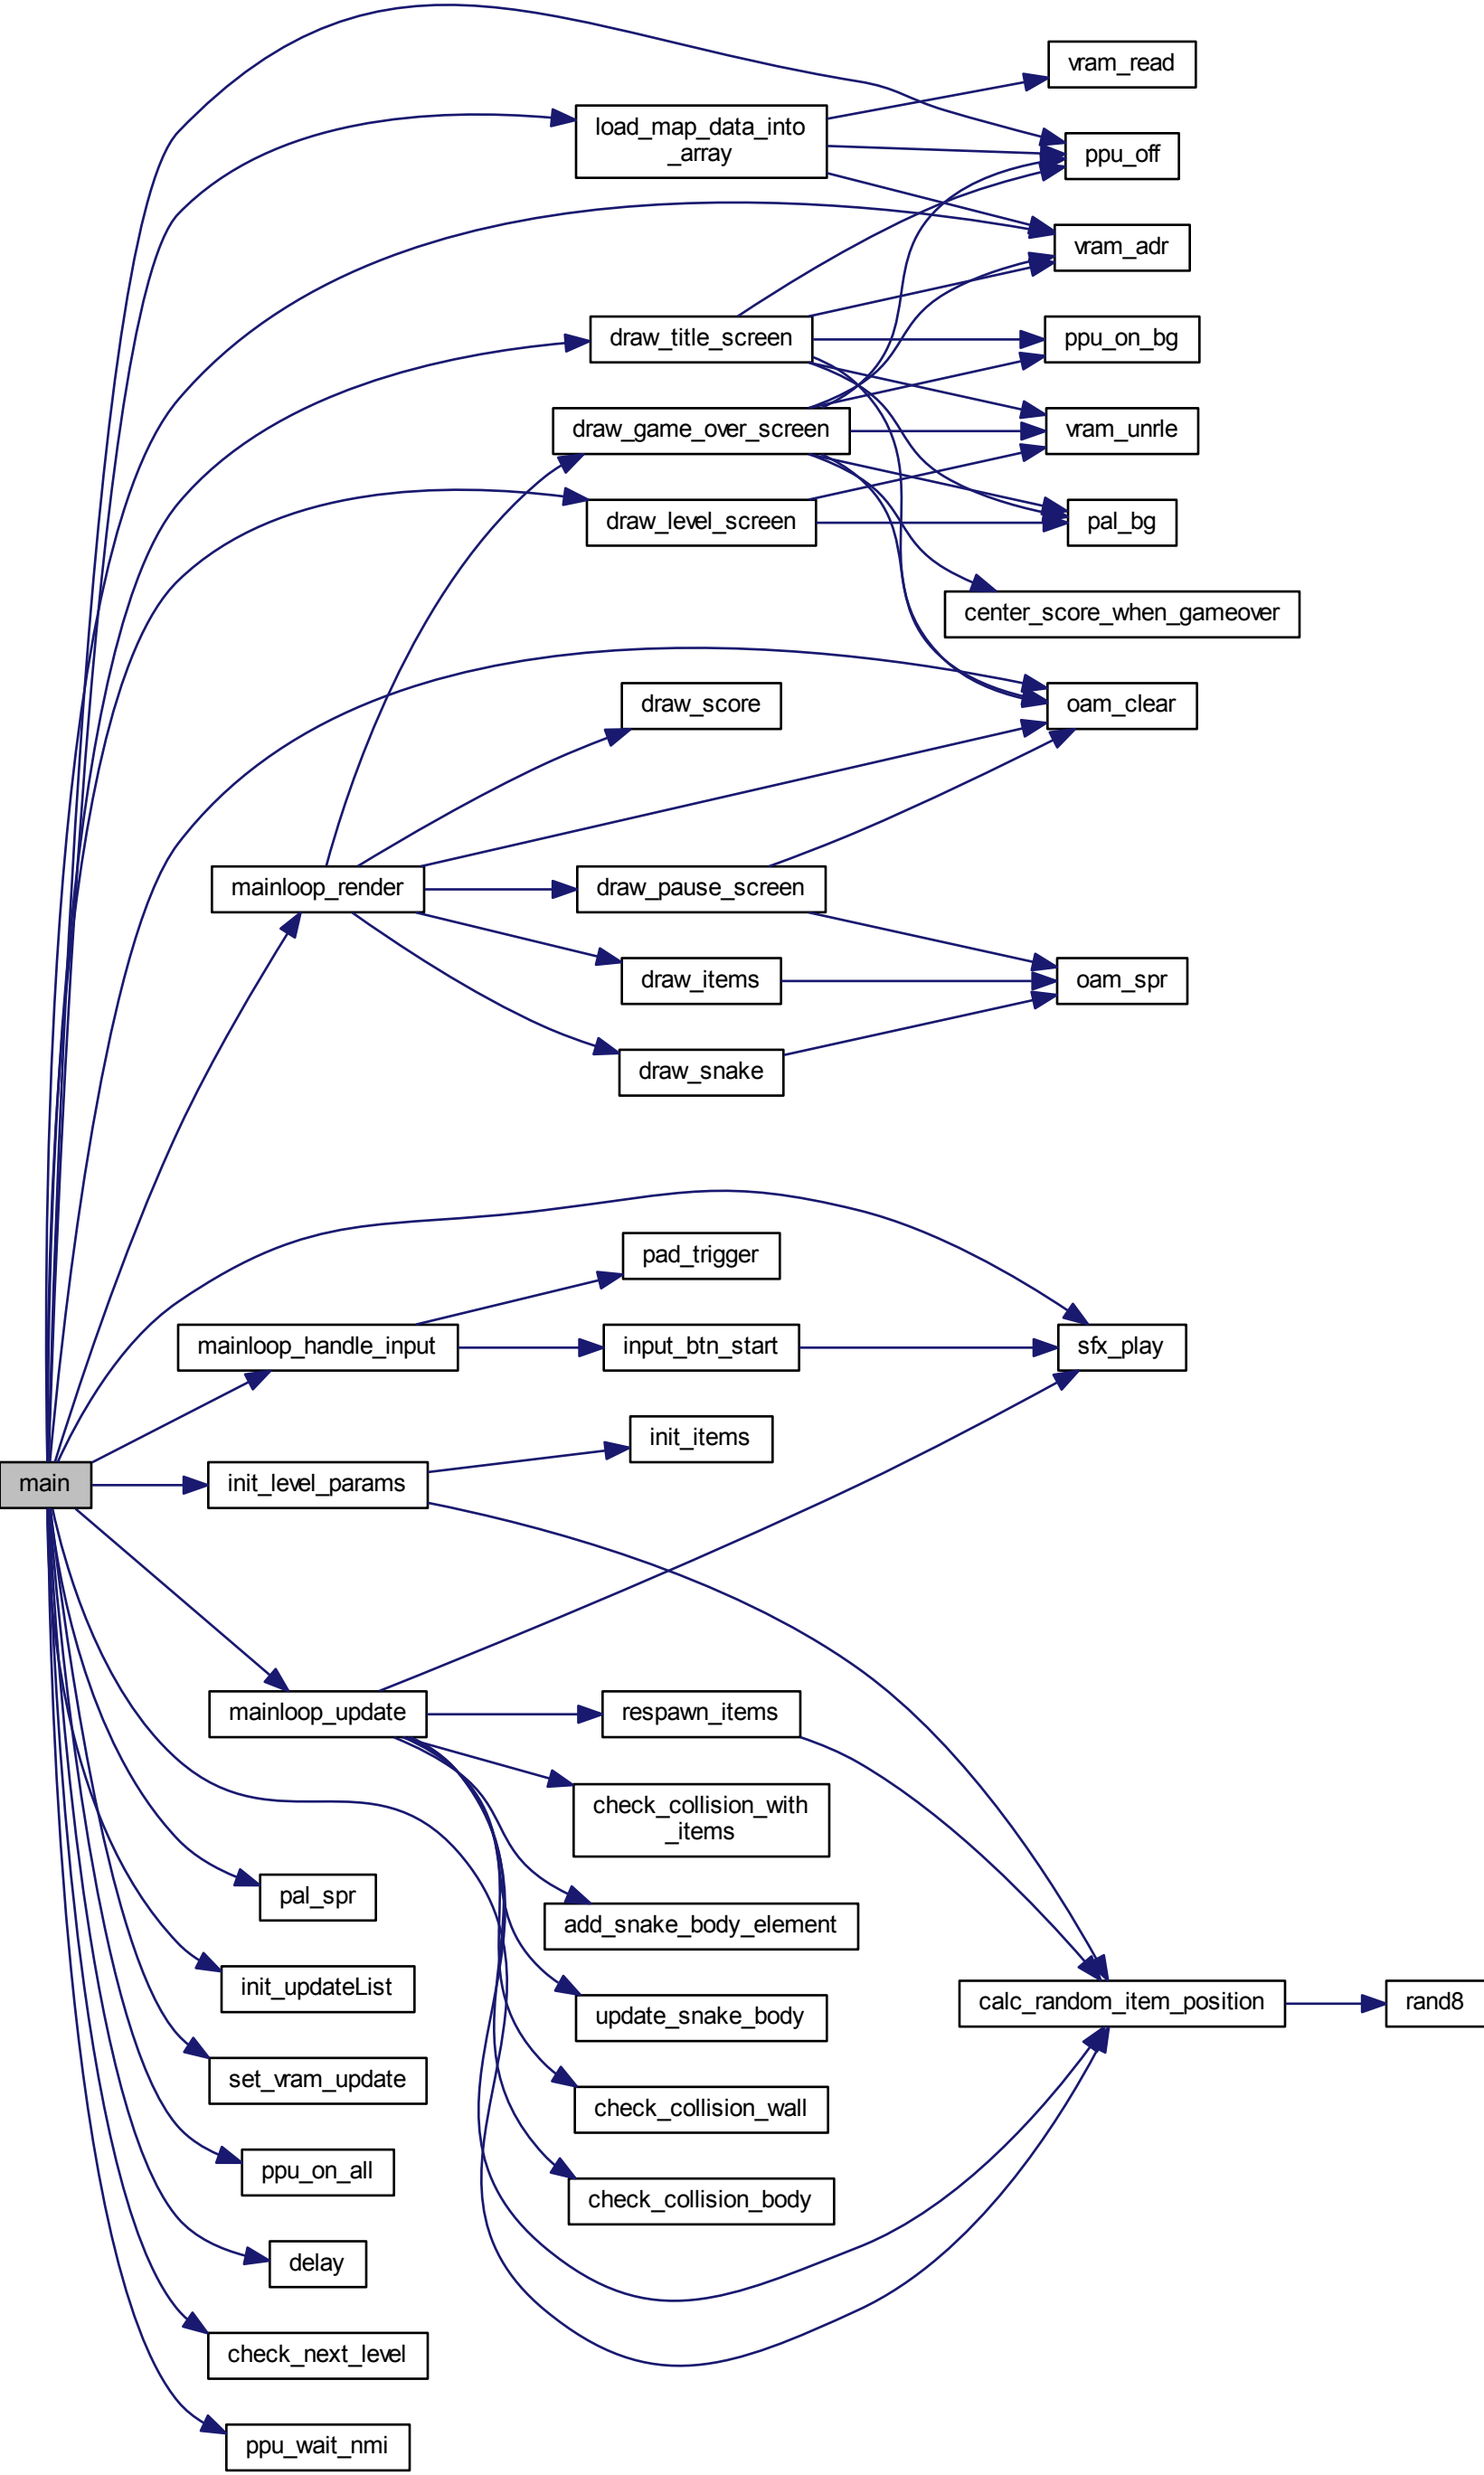 vram_read
load_map_data_into
_array
ppu_off
vram_adr
draw_title_screen
ppu_on_bg
draw_game_over_screen
vram_unrle
draw_level_screen
pal_bg
center_score_when_gameover
draw_score
oam_clear
mainloop_render
draw_pause_screen
draw_items
oam_spr
draw_snake
pad_trigger
mainloop_handle_input
input_btn_start
sfx_play
init_items
main
init_level_params
mainloop_update
respawn_items
check_collision_with
_items
pal_spr
add_snake_body_element
init_updateList
update_snake_body
calc_random_item_position
rand8
set_vram_update
check_collision_wall
ppu_on_all
check_collision_body
delay
check_next_level
ppu_wait_nmi